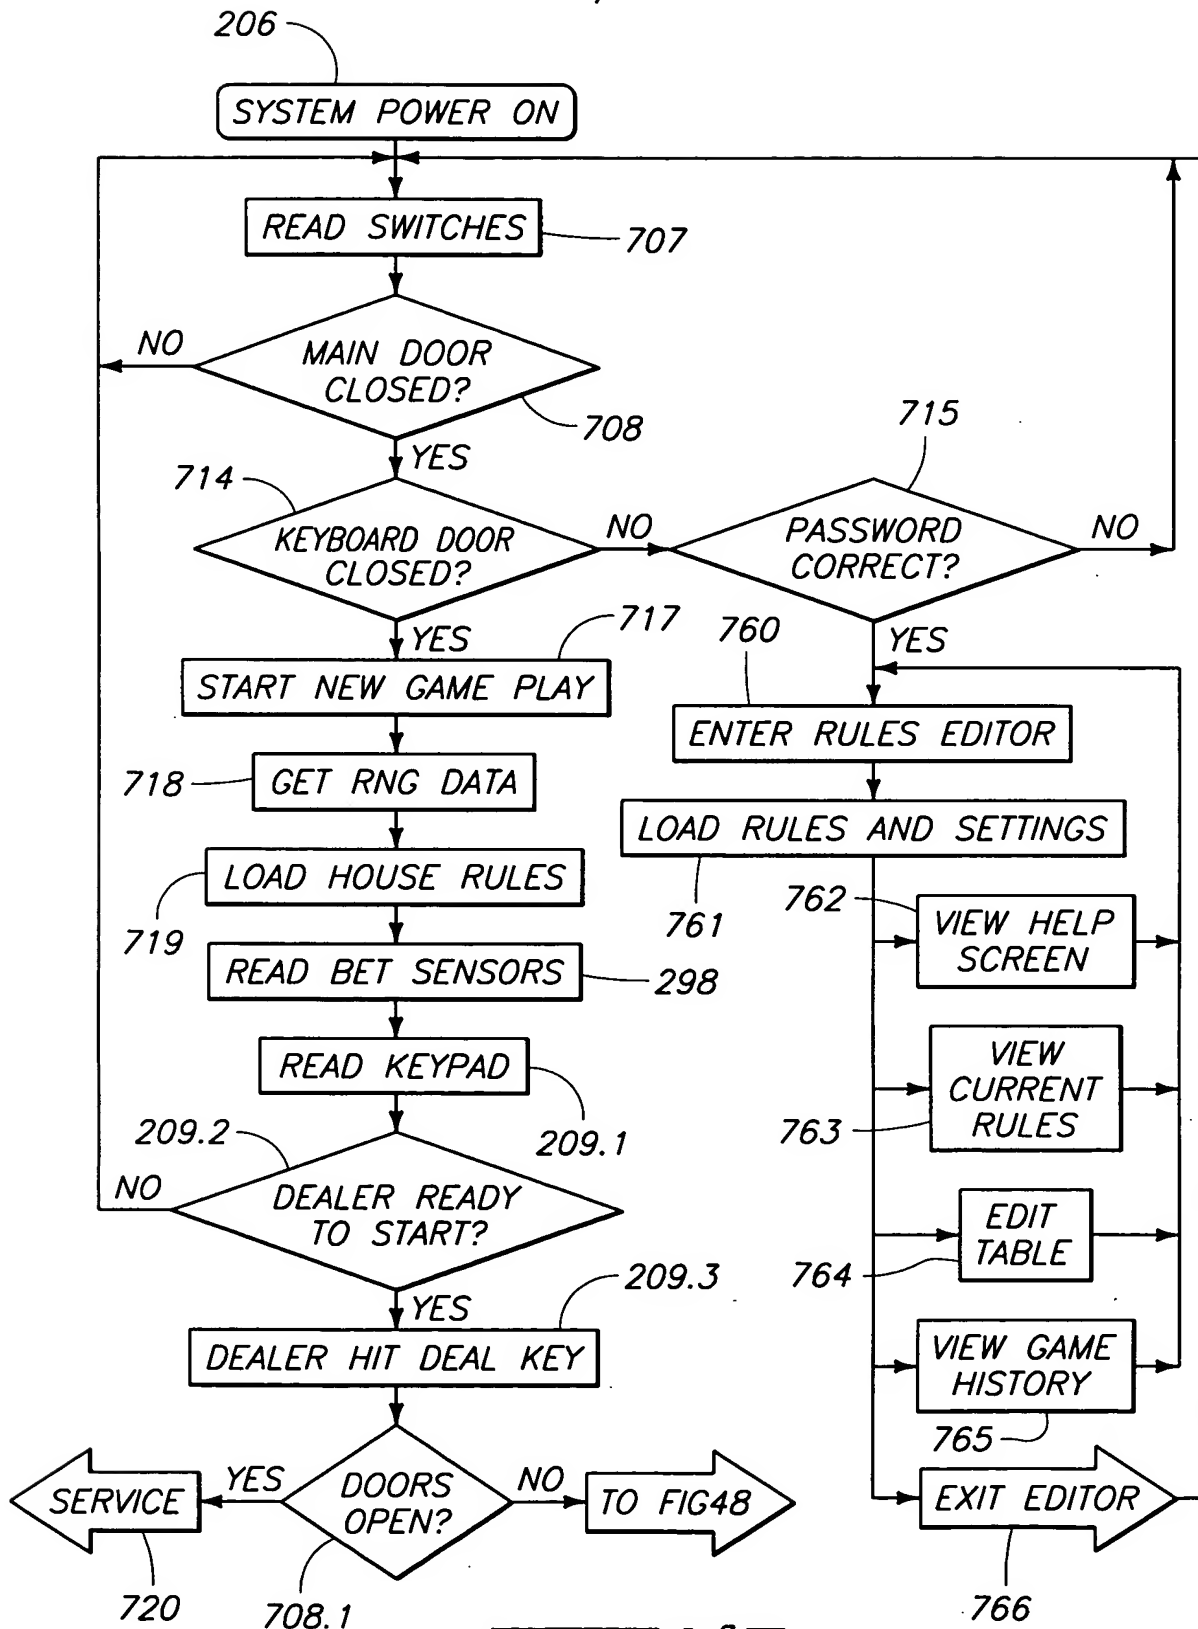 206
SYSTEM POWER ON
READ SWITCHES
707
NO
MAIN DOOR
CLOSED?
708
YES
715
714
KEYBOARD DOOR
CLOSED?
NO
PASSWORD
CORRECT?
NO
YES
717
START NEW GAME PLAY
760
YES
ENTER RULES EDITOR
718
GET RNG DATA
LOAD RULES AND SETTINGS
761
LOAD HOUSE RULES
719
762
VIEW HELP
SCREEN
READ BET SENSORS
298
READ KEYPAD
209.1
VIEW
CURRENT
RULES
763
209.2
NO
DEALER READY
TO START?
EDIT
TABLE
764
YES
209.3
DEALER HIT DEAL KEY
VIEW GAME
HISTORY
765
SERVICE
YES
DOORS
OPEN?
NO
TO FIG48
EXIT EDITOR
720
708.1
766